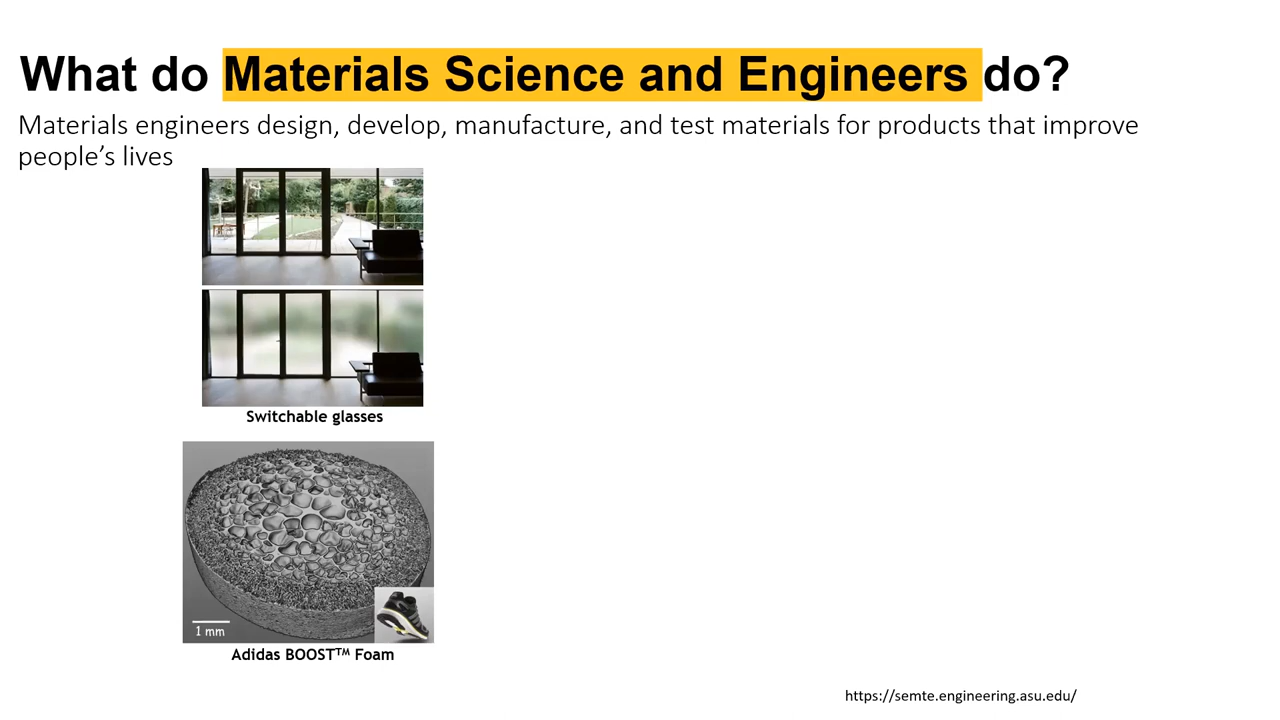 What do Materials Science and Engineers do?
Materials engineers design, develop, manufacture, and test materials for products that improve
people’s lives
Switchable glasses
1 mm
Adidas BOOST™ Foam
https://semte.engineering.asu.edu/